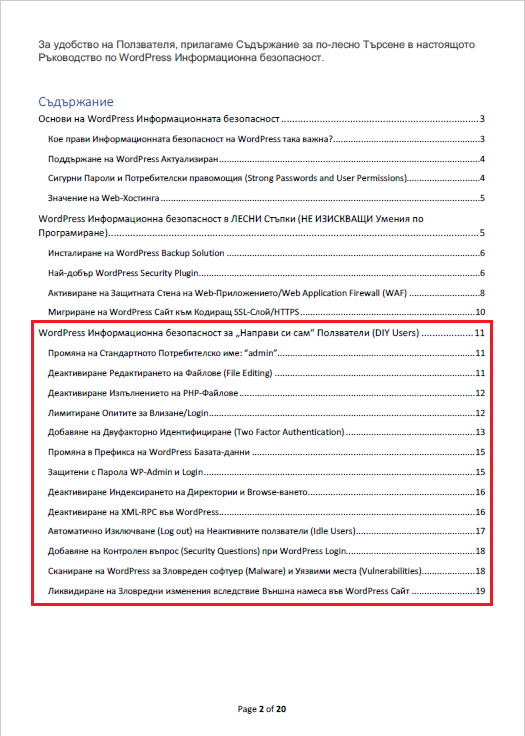 За удобство на Ползвателя, прилагаме Съдържание за по-лесно Търсене в настоящото
Ръководство по WordPress Информационна безопасност.
Съдържание
Основи на WordPress Информационната безопасност ... 3
Кое прави Информационната безопасност на WordPress така важна? ... 3
Поддържане на WordPress Актуализиран ... 4
Сигурни Пароли и Потребителски правомощия (Strong Passwords and User Permissions) ... 4
Значение на Web-Хостинга ... 5
WordPress Информационна безопасност в ЛЕСНИ Стъпки (НЕ ИЗИСКВАЩИ Умения по
Програмиране) ... 5
Инсталиране на WordPress Backup Solution ... 6
Най-добър WordPress Security Plugin ... 6
Активиране на Защитната Стена на Web-Приложението/Web Application Firewall (WAF) ... 8
Мигриране на WordPress Сайт към Кодиращ SSL-Слой/HTTPS ... 10
WordPress Информационна безопасност за „Направи си сам“ Ползватели (DIY Users) ... 11
Промяна на Стандартното Потребителско име: “admin” ... 11
Деактивиране Редактирането на Файлове (File Editing) ... 11
Деактивиране Изпълнението на PHP-Файлове ... 12
Лимитиране Опитите за Влизане/Login ... 12
Добавяне на Двуфакторно Идентифициране (Two Factor Authentication) ... 13
Промяна в Префикса на WordPress Базата-данни ... 15
Защитени с Парола WP-Admin и Login ... 15
Деактивиране Индексирането на Директории и Browse-ването ... 16
Деактивиране на XML-RPC във WordPress ... 16
Автоматично Изключване (Log out) на Неактивните ползватели (Idle Users) ... 17
Добавяне на Контролен въпрос (Security Questions) при WordPress Login ... 18
Сканиране на WordPress за Зловреден софтуер (Malware) и Уязвими места (Vulnerabilities) ... 18
Ликвидиране на Зловредни изменения вследствие Външна намеса във WordPress Сайт ... 19
Page 2 of 20